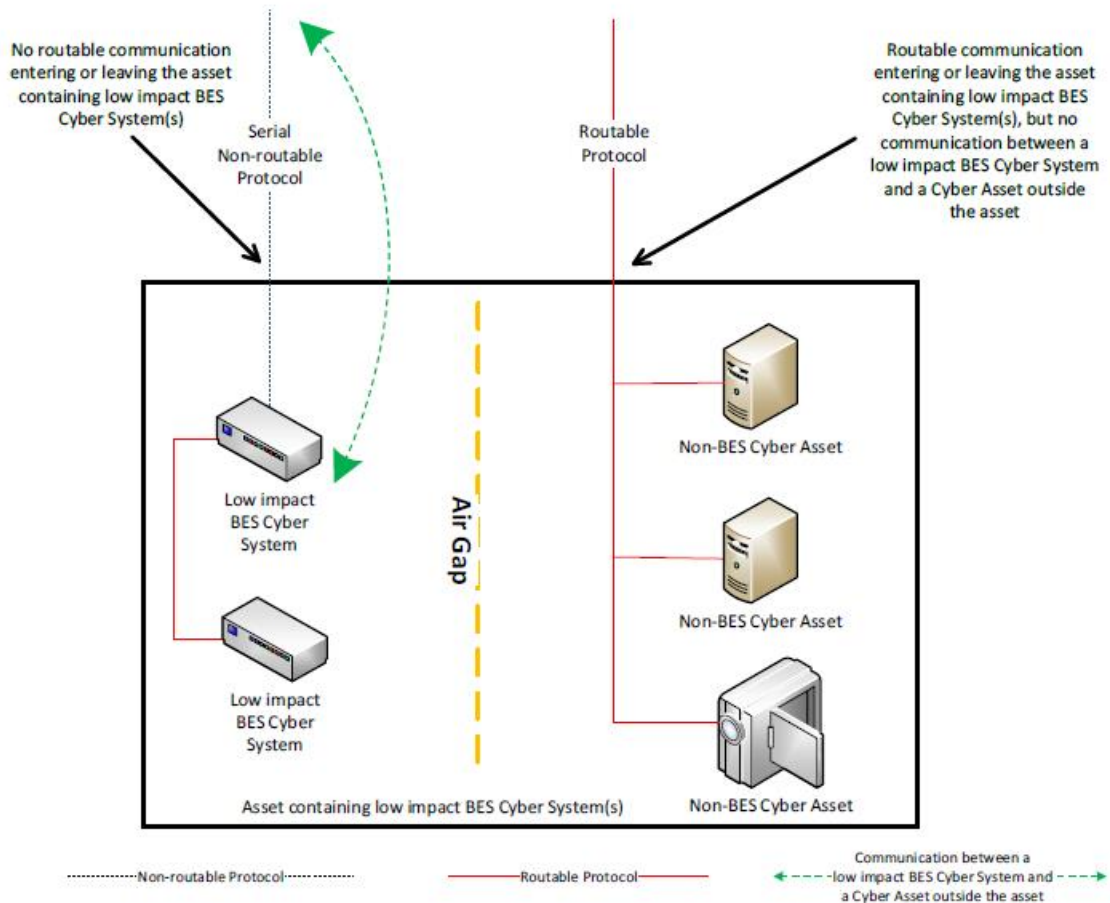 No routable communication
entering or leaving the asset
containing low impact BES
Cyber System(s)
Serial
Non-routable
Protocol
Routable
Protocol
Routable communication
entering or leaving the asset
containing low impact BES
Cyber System(s), but no
communication between a
low impact BES Cyber System
and a Cyber Asset outside
the asset
Low impact
BES Cyber
System
Low impact
BES Cyber
System
Air Gap
Non-BES Cyber Asset
Non-BES Cyber Asset
Non-BES Cyber Asset
Asset containing low impact BES Cyber System(s)
Non-routable Protocol
Routable Protocol
Communication between a
low impact BES Cyber System and
a Cyber Asset outside the asset